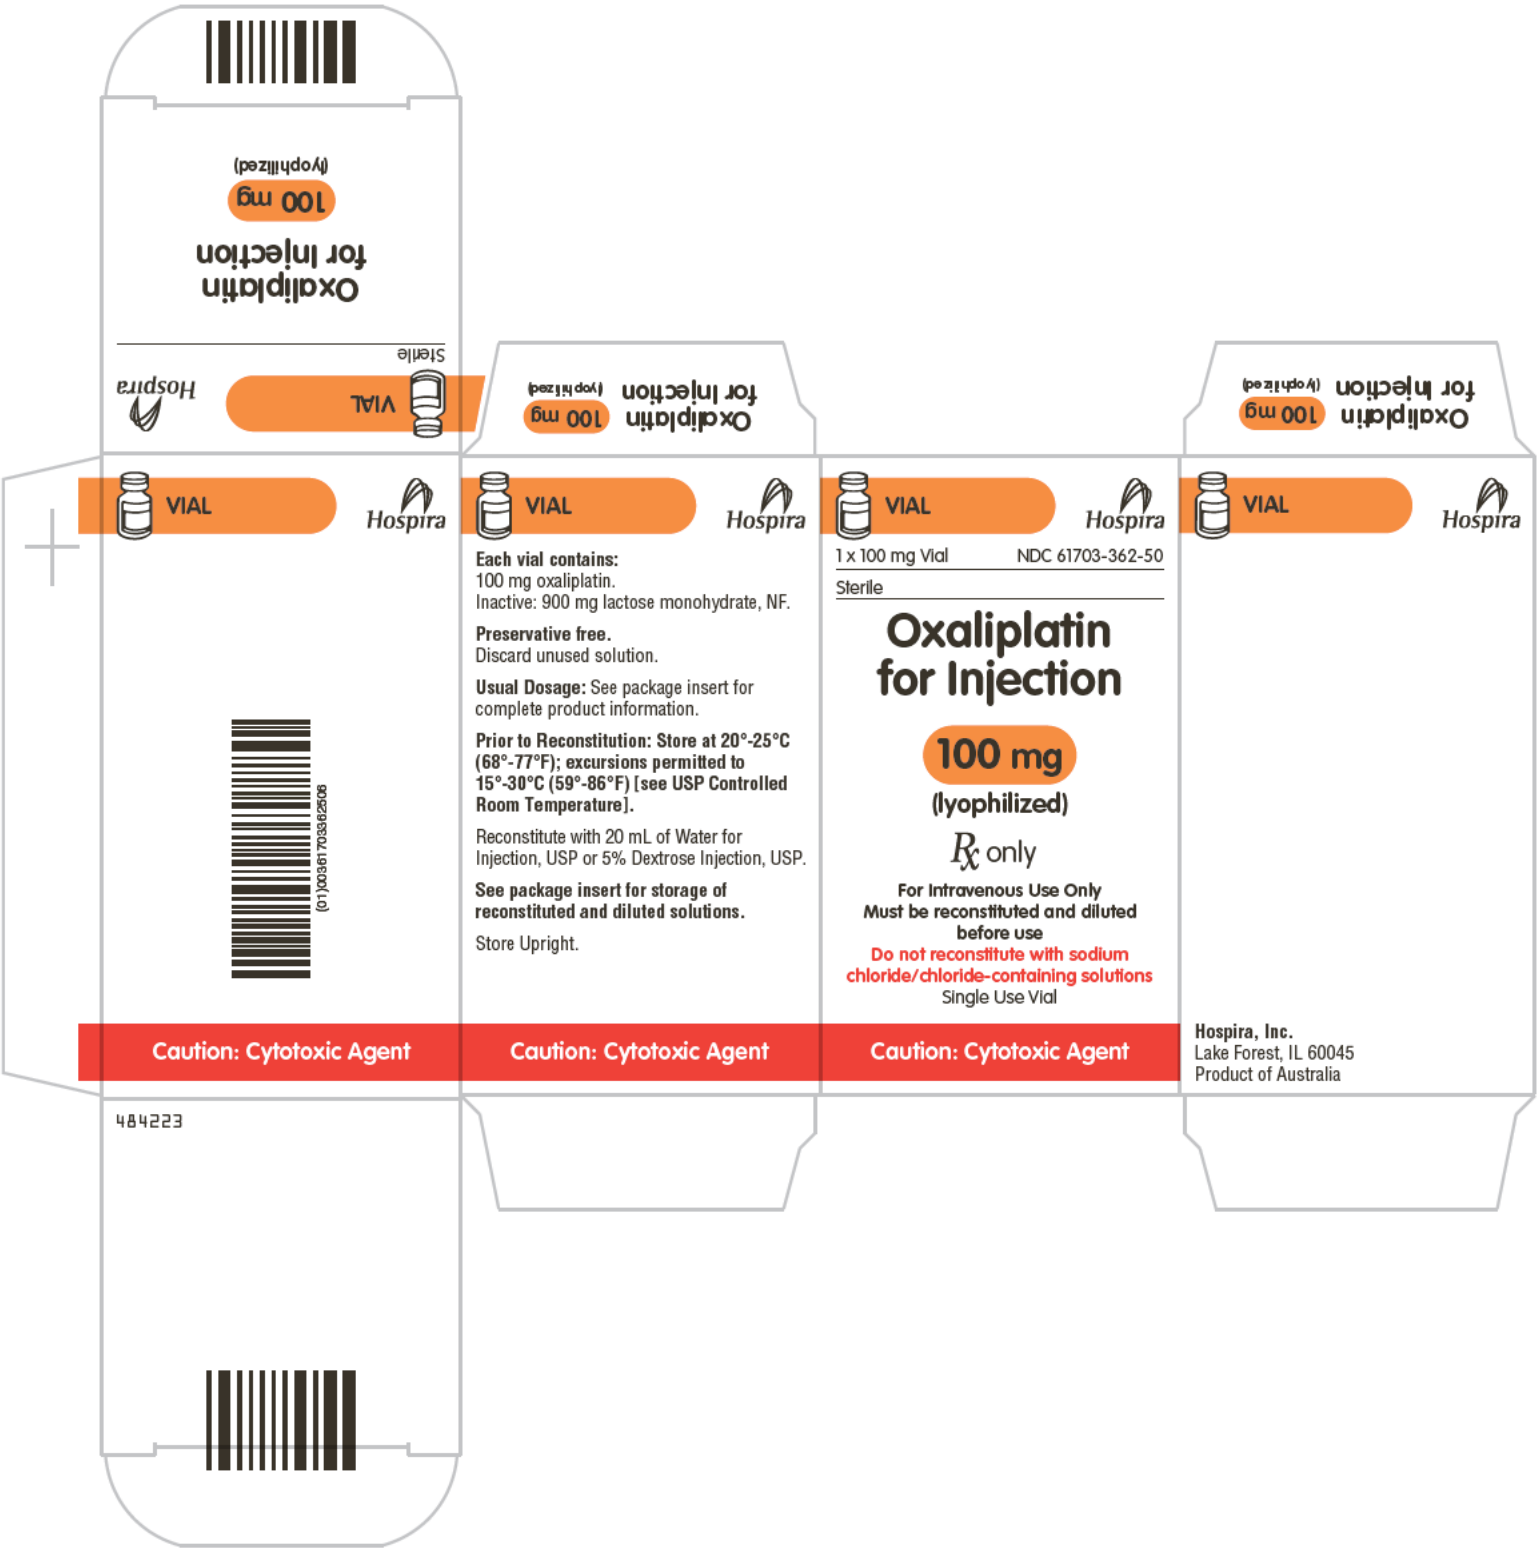 Hospira
VIAL
Sterile
Oxaliplatin
for Injection
100 mg
(lyophilized)
Oxaliplatin
for Injection
100 mg
(lyophilized)
Oxaliplatin
for Injection
100 mg
(lyophilized)
VIAL
Hospira
(01)00361703362506
Caution: Cytotoxic Agent
484223
VIAL
Hospira
Each vial contains:
100 mg oxaliplatin.
Inactive: 900 mg lactose monohydrate, NF.
Preservative free.
Discard unused solution.
Usual Dosage: See package insert for
complete product information.
Prior to Reconstitution: Store at 20°-25°C
(68°-77°F); excursions permitted to
15°-30°C (59°-86°F) [see USP Controlled
Room Temperature].
Reconstitute with 20 mL of Water for
Injection, USP or 5% Dextrose Injection, USP.
See package insert for storage of
reconstituted and diluted solutions.
Store Upright.
Caution: Cytotoxic Agent
VIAL
Hospira
1 x 100 mg Vial NDC 61703-362-50
Sterile
Oxaliplatin
for Injection
100 mg
(lyophilized)
Rx only
For Intravenous Use Only
Must be reconstituted and diluted
before use
Do not reconstitute with sodium
chloride/chloride-containing solutions
Single Use Vial
Caution: Cytotoxic Agent
VIAL
Hospira
Hospira, Inc.
Lake Forest, IL 60045
Product of Australia